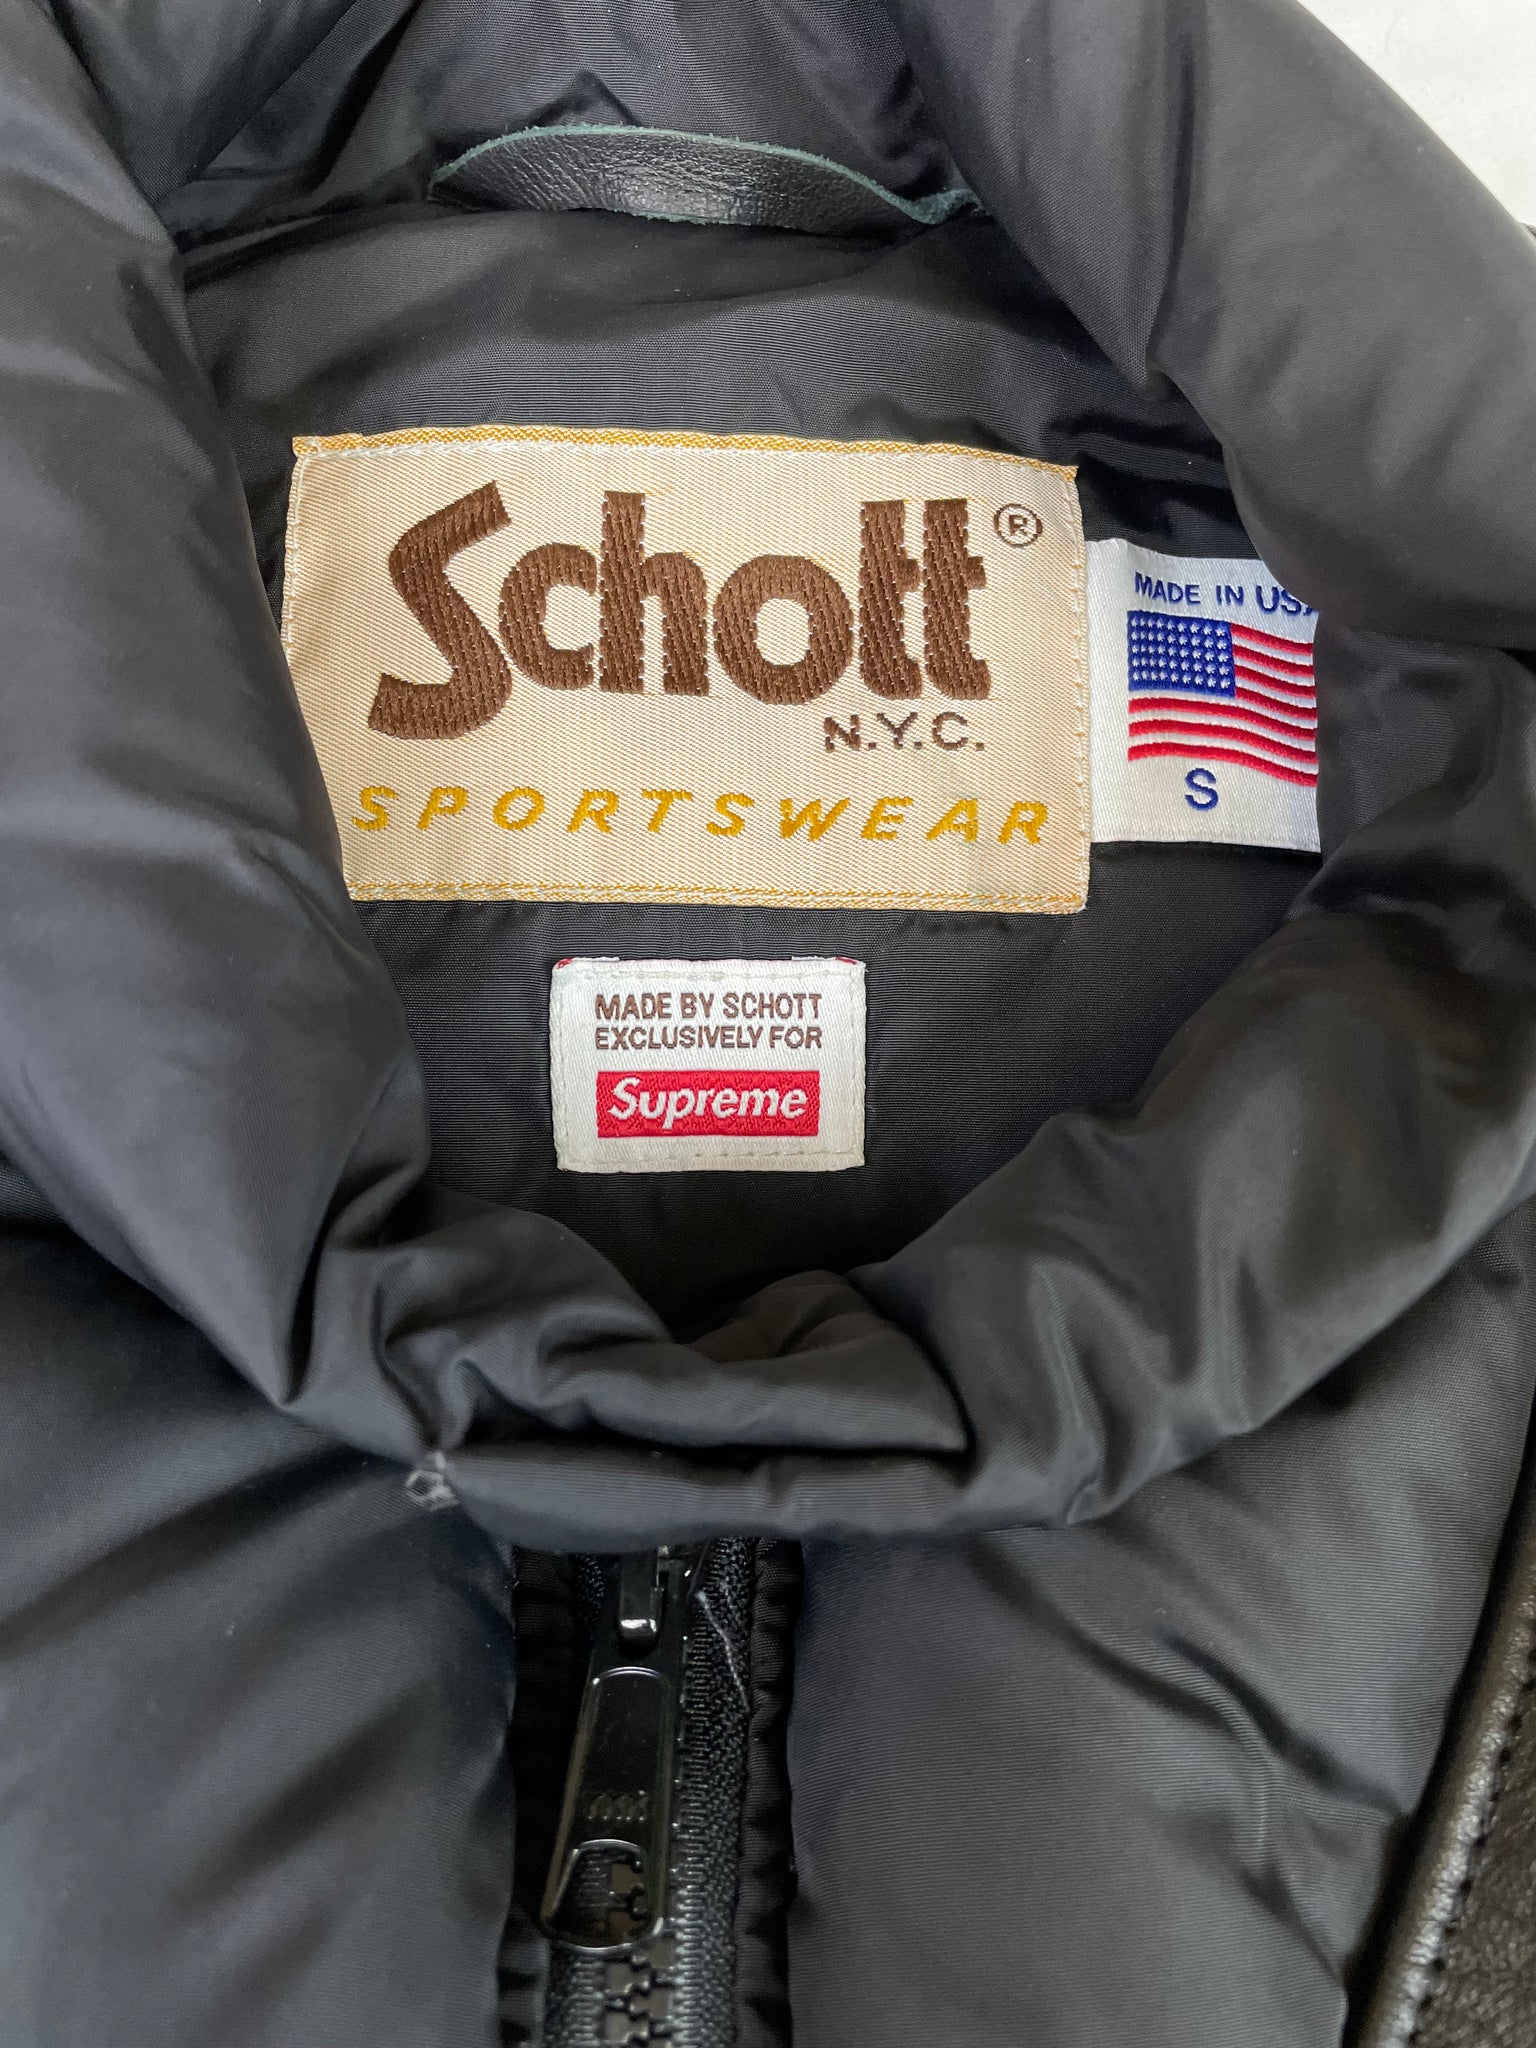 Schott®
N.Y.C.
SPORTSWEAR
MADE IN USA
S
MADE BY SCHOTT
EXCLUSIVELY FOR
Supreme